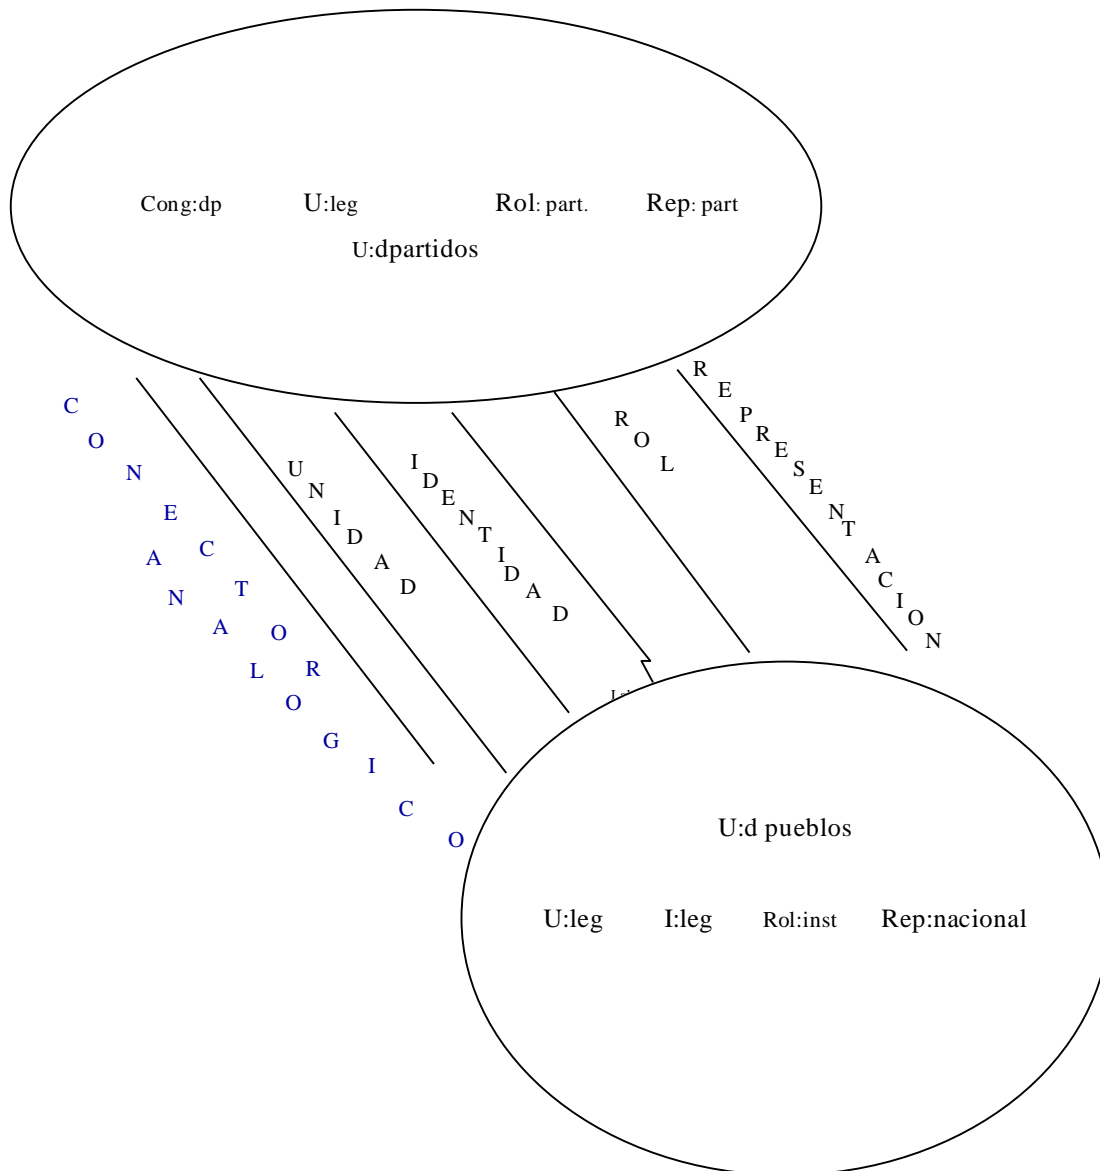 Cong:dp U:leg Rol: part. Rep: part
U:dpartidos
CONECTOR
ANALOGICO
UNIDAD
IDENTIDAD
ROL
REPRESENTACION
U:d pueblos
U:leg I:leg Rol:inst Rep:nacional